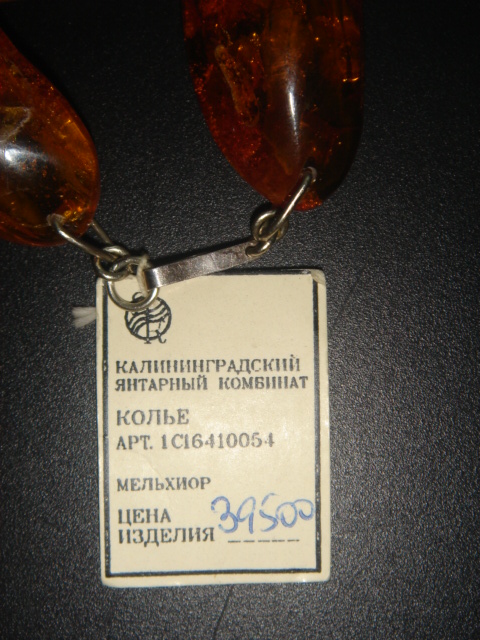 КАЛИНИНГРАДСКИЙ
ЯНТАРНЫЙ КОМБИНАТ
КОЛЬЕ
АРТ. 1С16410054
МЕЛЬХИОР
ЦЕНА 39500
ИЗДЕЛИЯ